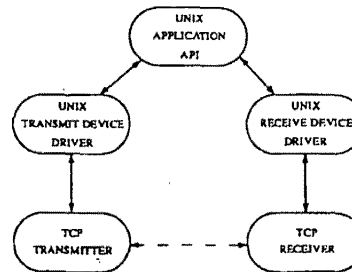 UNIX
APPLICATION
API
UNIX
TRANSMIT DEVICE
DRIVER
UNIX
RECEIVE DEVICE
DRIVER
TCP
TRANSMITTER
TCP
RECEIVER